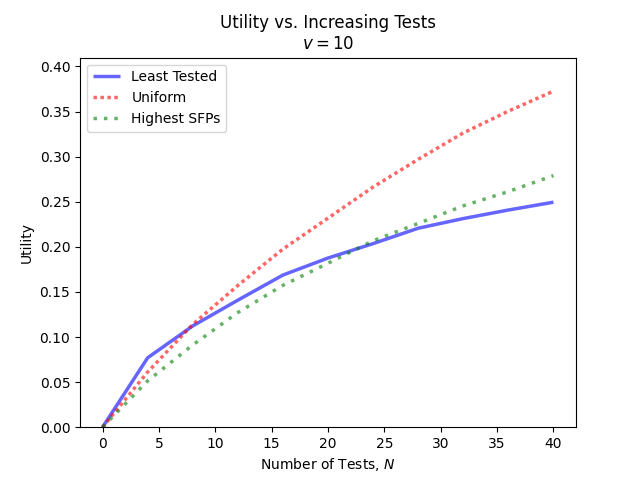 Utility vs. Increasing Tests
v = 10
Least Tested
Uniform
Highest SFPs
Utility
0.40
0.35
0.30
0.25
0.20
0.15
0.10
0.05
0.00
0 5 10 15 20 25 30 35 40
Number of Tests, N